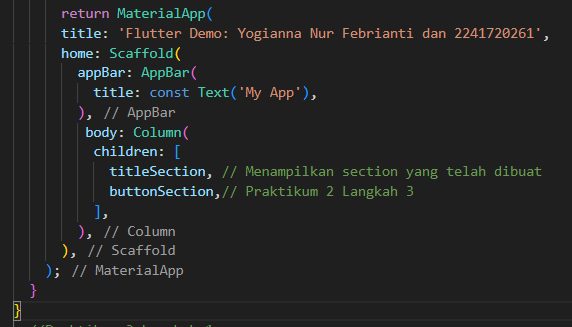 return MaterialApp(
title: 'Flutter Demo: Yogianna Nur Febrianti dan 2241720261',
home: Scaffold(
appBar: AppBar(
title: const Text('My App'),
), // AppBar
body: Column(
children: [
titleSection, // Menampilkan section yang telah dibuat
buttonSection,// Praktikum 2 Langkah 3
],
), // Column
), // Scaffold
); // MaterialApp
}
}